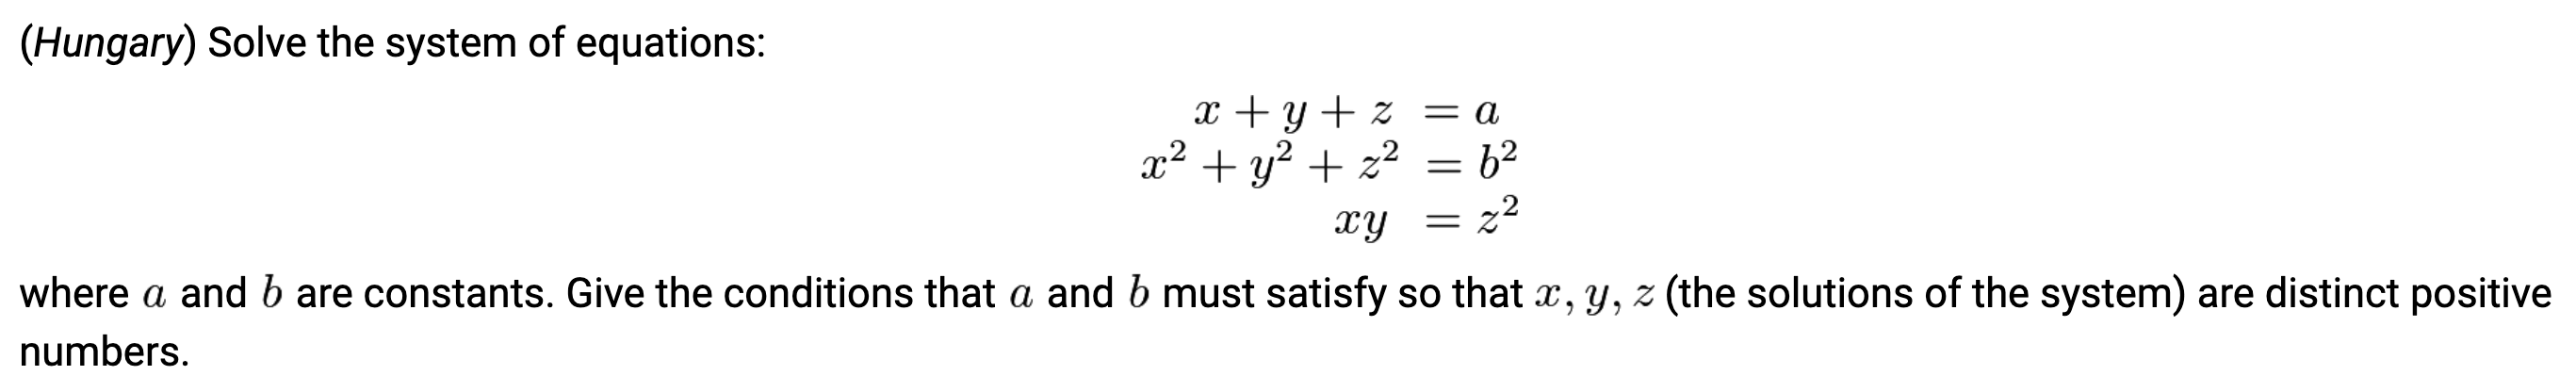 (Hungary) Solve the system of equations:
x + y + z = a
x² + y² + z² = b²
xy = z²
where a and b are constants. Give the conditions that a and b must satisfy so that x, y, z (the solutions of the system) are distinct positive
numbers.